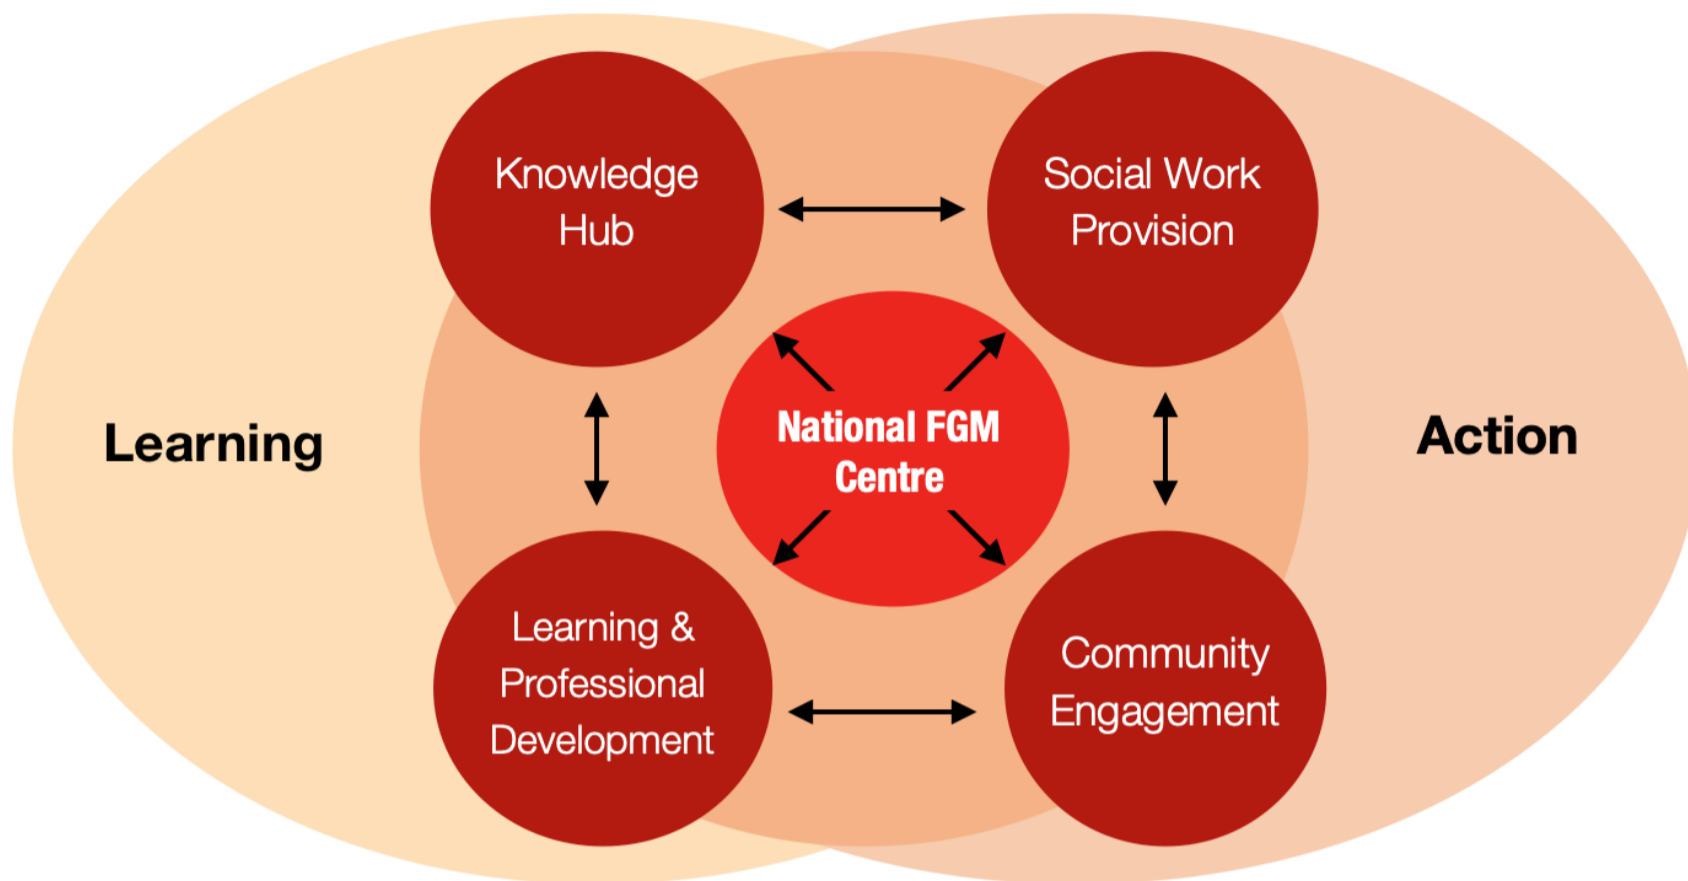 Knowledge
Hub
Social Work
Provision
Learning
National FGM
Centre
Action
Learning &
Professional
Development
Community
Engagement